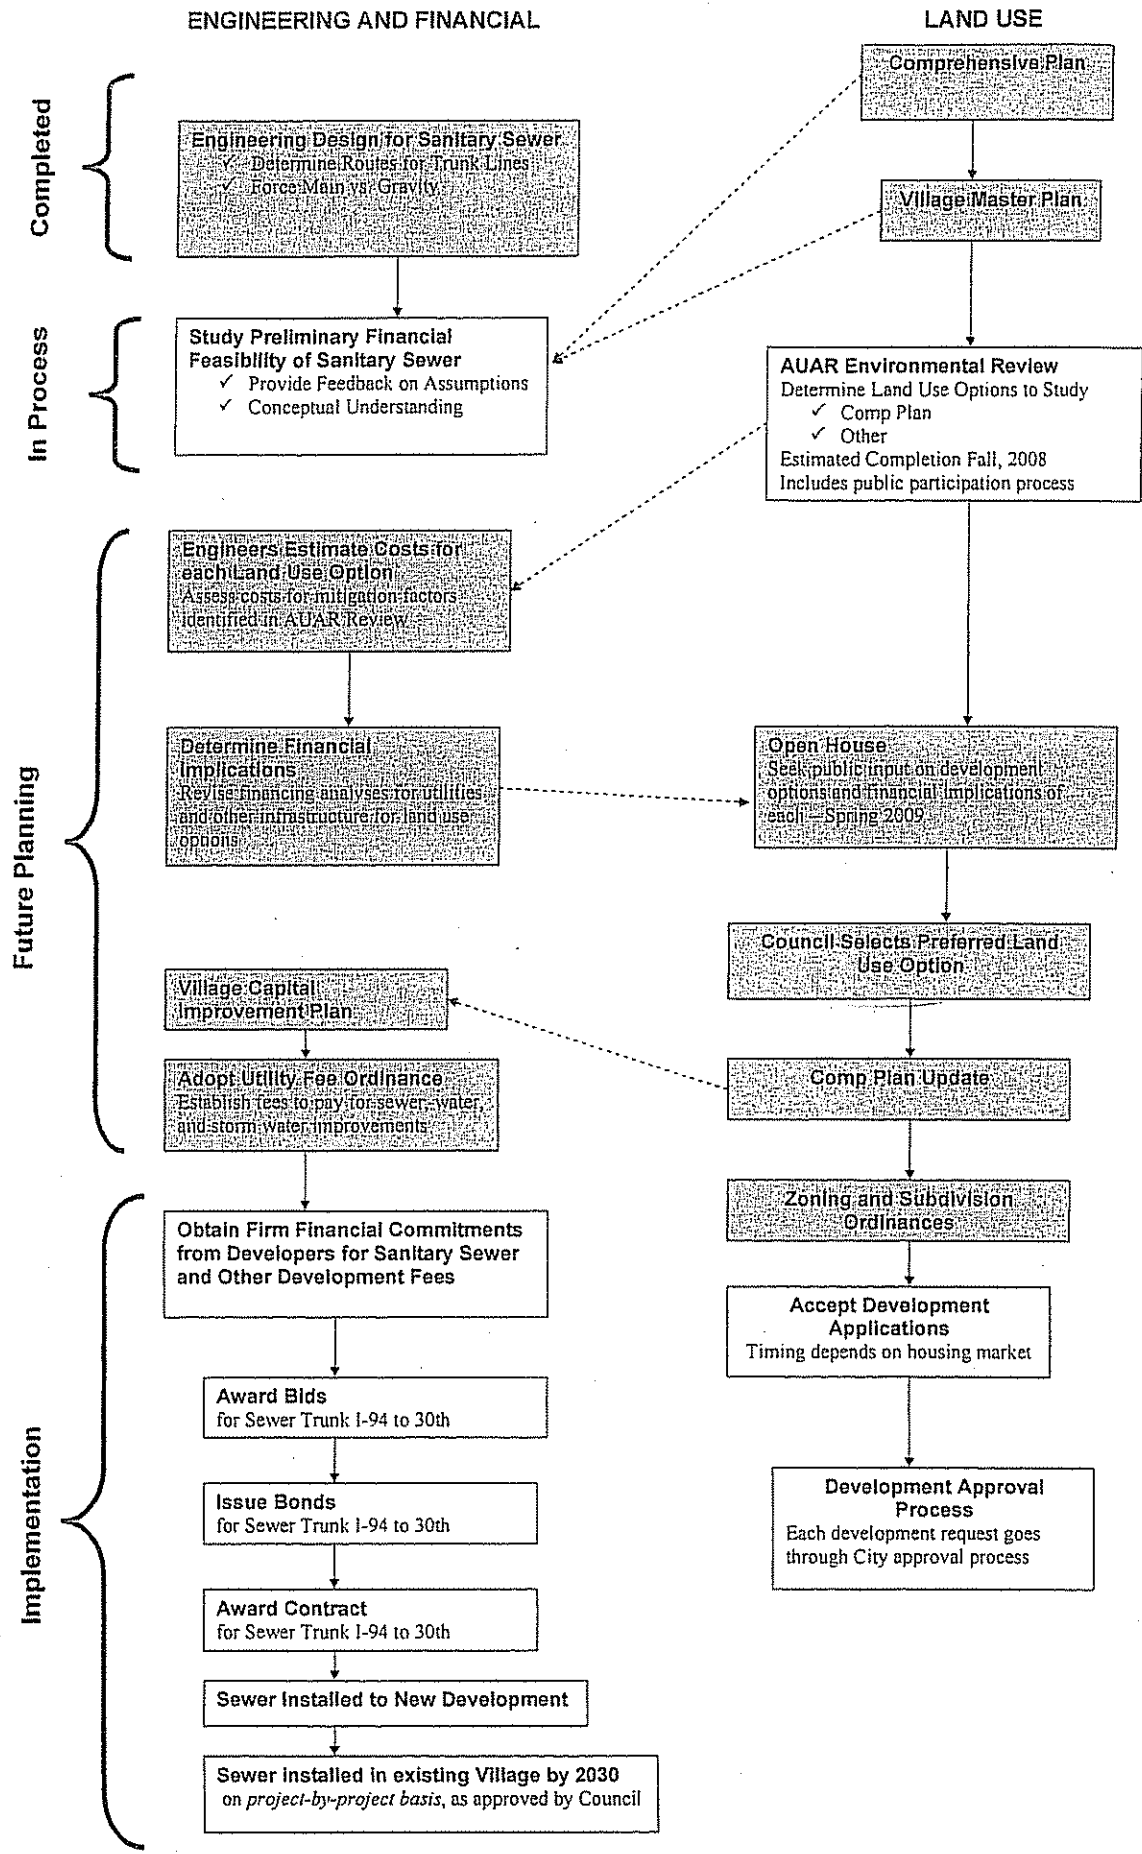 ENGINEERING AND FINANCIAL
LAND USE
Completed
Comprehensive Plan
Engineering Design for Sanitary Sewer
✓ Determine Routes for Trunk Lines
✓ Force Main vs. Gravity
Village Master Plan
In Process
Study Preliminary Financial
Feasibility of Sanitary Sewer
✓ Provide Feedback on Assumptions
✓ Conceptual Understanding
AUAR Environmental Review
Determine Land Use Options to Study
✓ Comp Plan
✓ Other
Estimated Completion Fall, 2008
Includes public participation process
Future Planning
Engineers Estimate Costs for
each Land Use Option
Assess costs for mitigation factors
identified in AUAR Review
Determine Financial
Implications
Revise financing analyses for utilities
and other infrastructure for land use
options
Open House
Seek public input on development
options and financial implications of
each – Spring 2009
Council Selects Preferred Land
Use Option
Village Capital
Improvement Plan
Comp Plan Update
Adopt Utility Fee Ordinance
Establish fees to pay for sewer, water,
and storm water improvements
Zoning and Subdivision
Ordinances
Implementation
Obtain Firm Financial Commitments
from Developers for Sanitary Sewer
and Other Development Fees
Accept Development
Applications
Timing depends on housing market
Award Bids
for Sewer Trunk I-94 to 30th
Issue Bonds
for Sewer Trunk I-94 to 30th
Development Approval
Process
Each development request goes
through City approval process
Award Contract
for Sewer Trunk I-94 to 30th
Sewer Installed to New Development
Sewer installed in existing Village by 2030
on project-by-project basis, as approved by Council